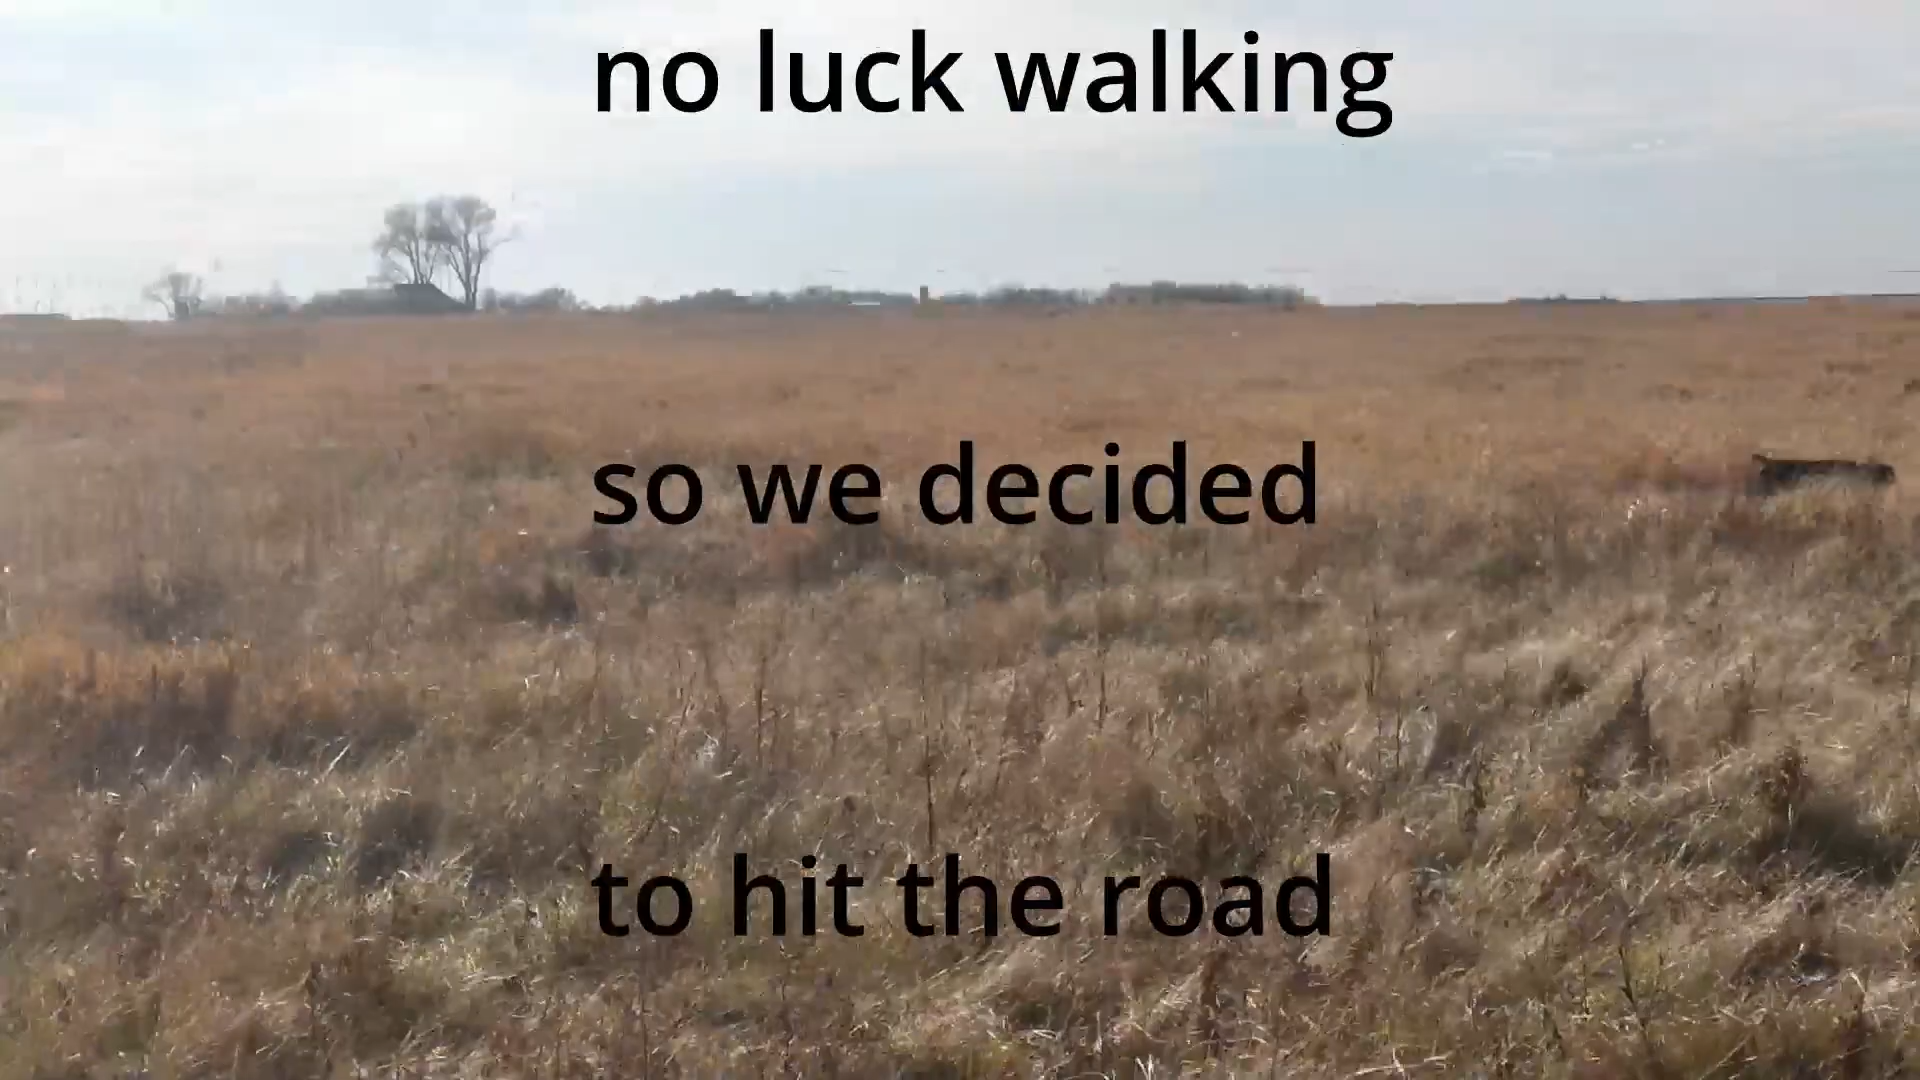 no luck walking
so we decided
to hit the road